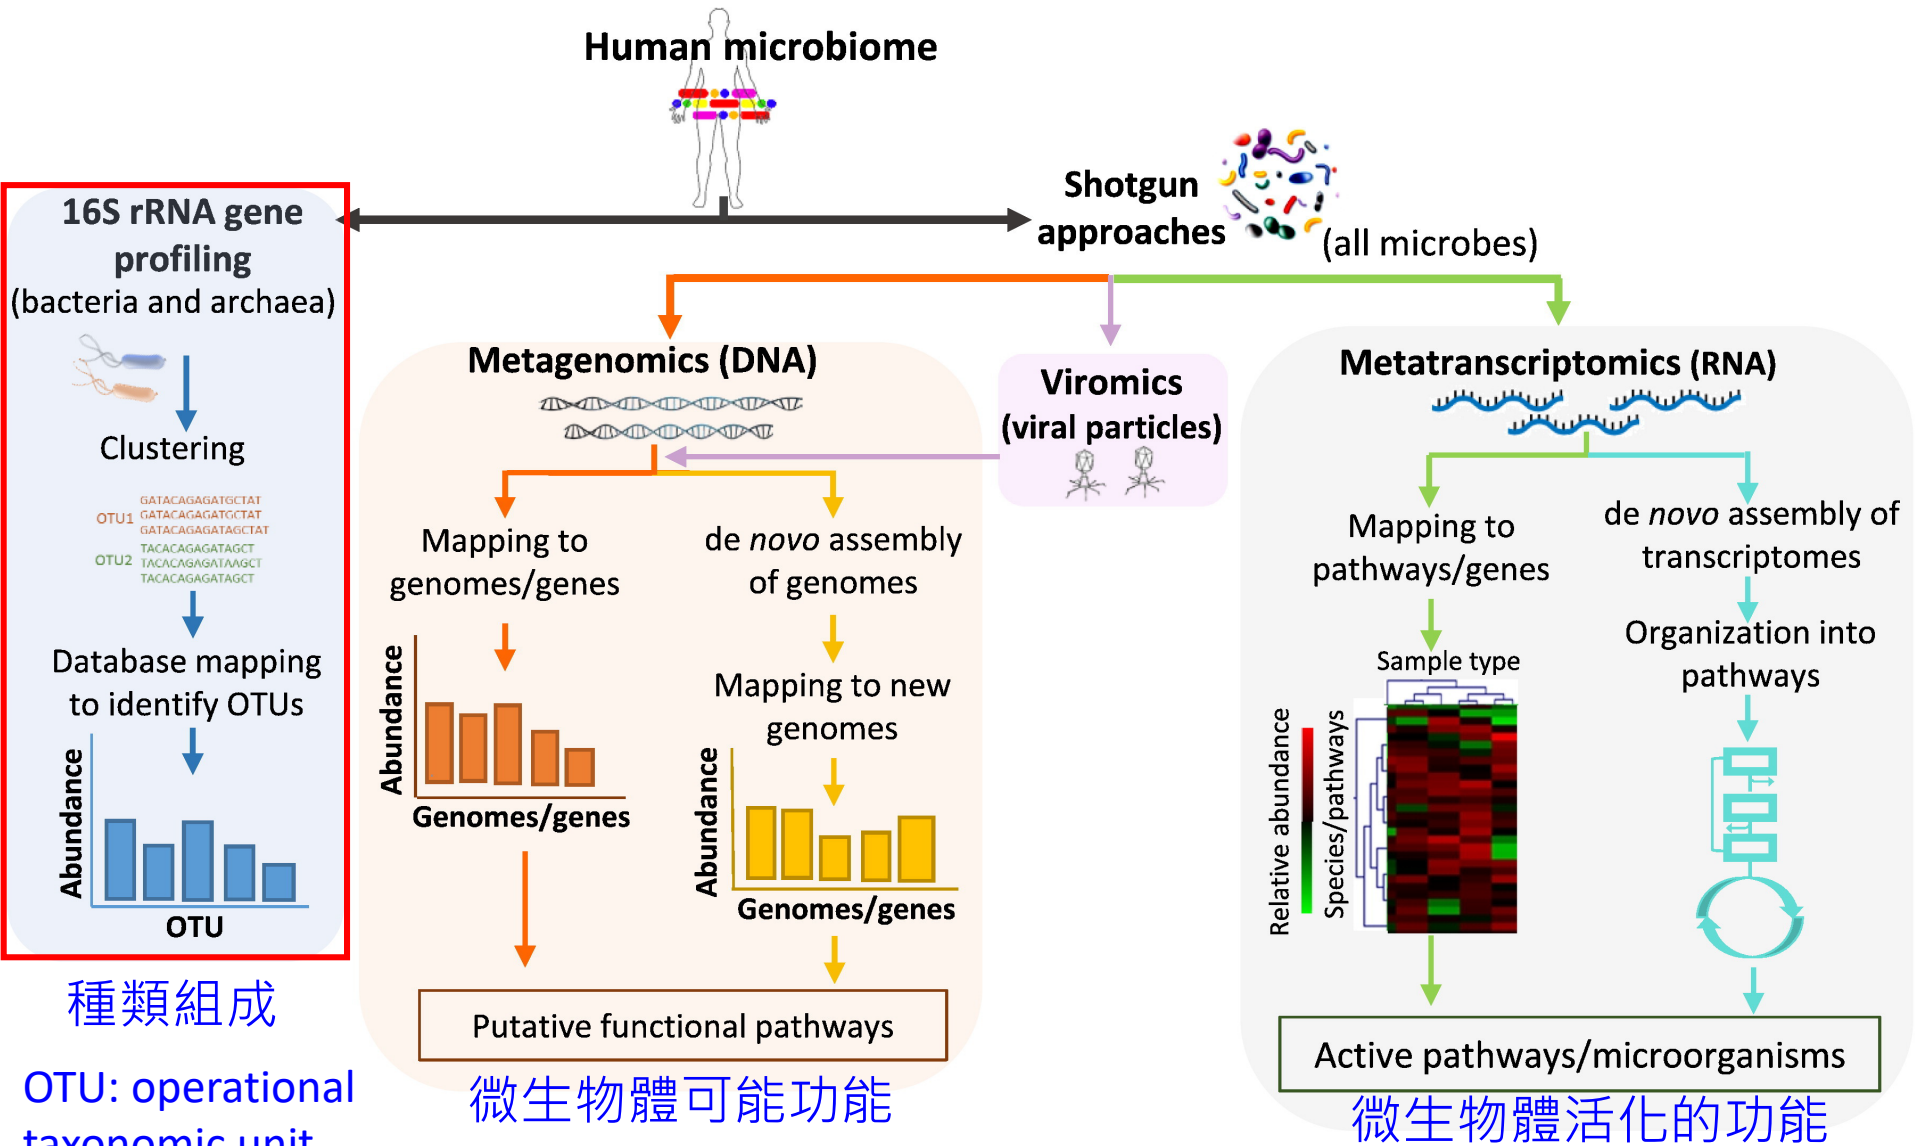 Human microbiome
16S rRNA gene
profiling
(bacteria and archaea)
Clustering
OTU1
GATACAGAGATGCTAT
GATACAGAGATGCTAT
GATACAGAGATAGCTAT
OTU2
TACACAGAGATAGCT
TACACAGAGATAAGCT
TACACAGAGATAGCT
Database mapping
to identify OTUs
Abundance
OTU
種類組成
OTU: operational
taxonomic unit
Shotgun
approaches
(all microbes)
Metagenomics (DNA)
Mapping to
genomes/genes
Abundance
Genomes/genes
de novo assembly
of genomes
Mapping to new
genomes
Abundance
Genomes/genes
Putative functional pathways
微生物體可能功能
Viromics
(viral particles)
Metatranscriptomics (RNA)
Mapping to
pathways/genes
Sample type
Relative abundance
Species/pathways
de novo assembly of
transcriptomes
Organization into
pathways
Active pathways/microorganisms
微生物體活化的功能